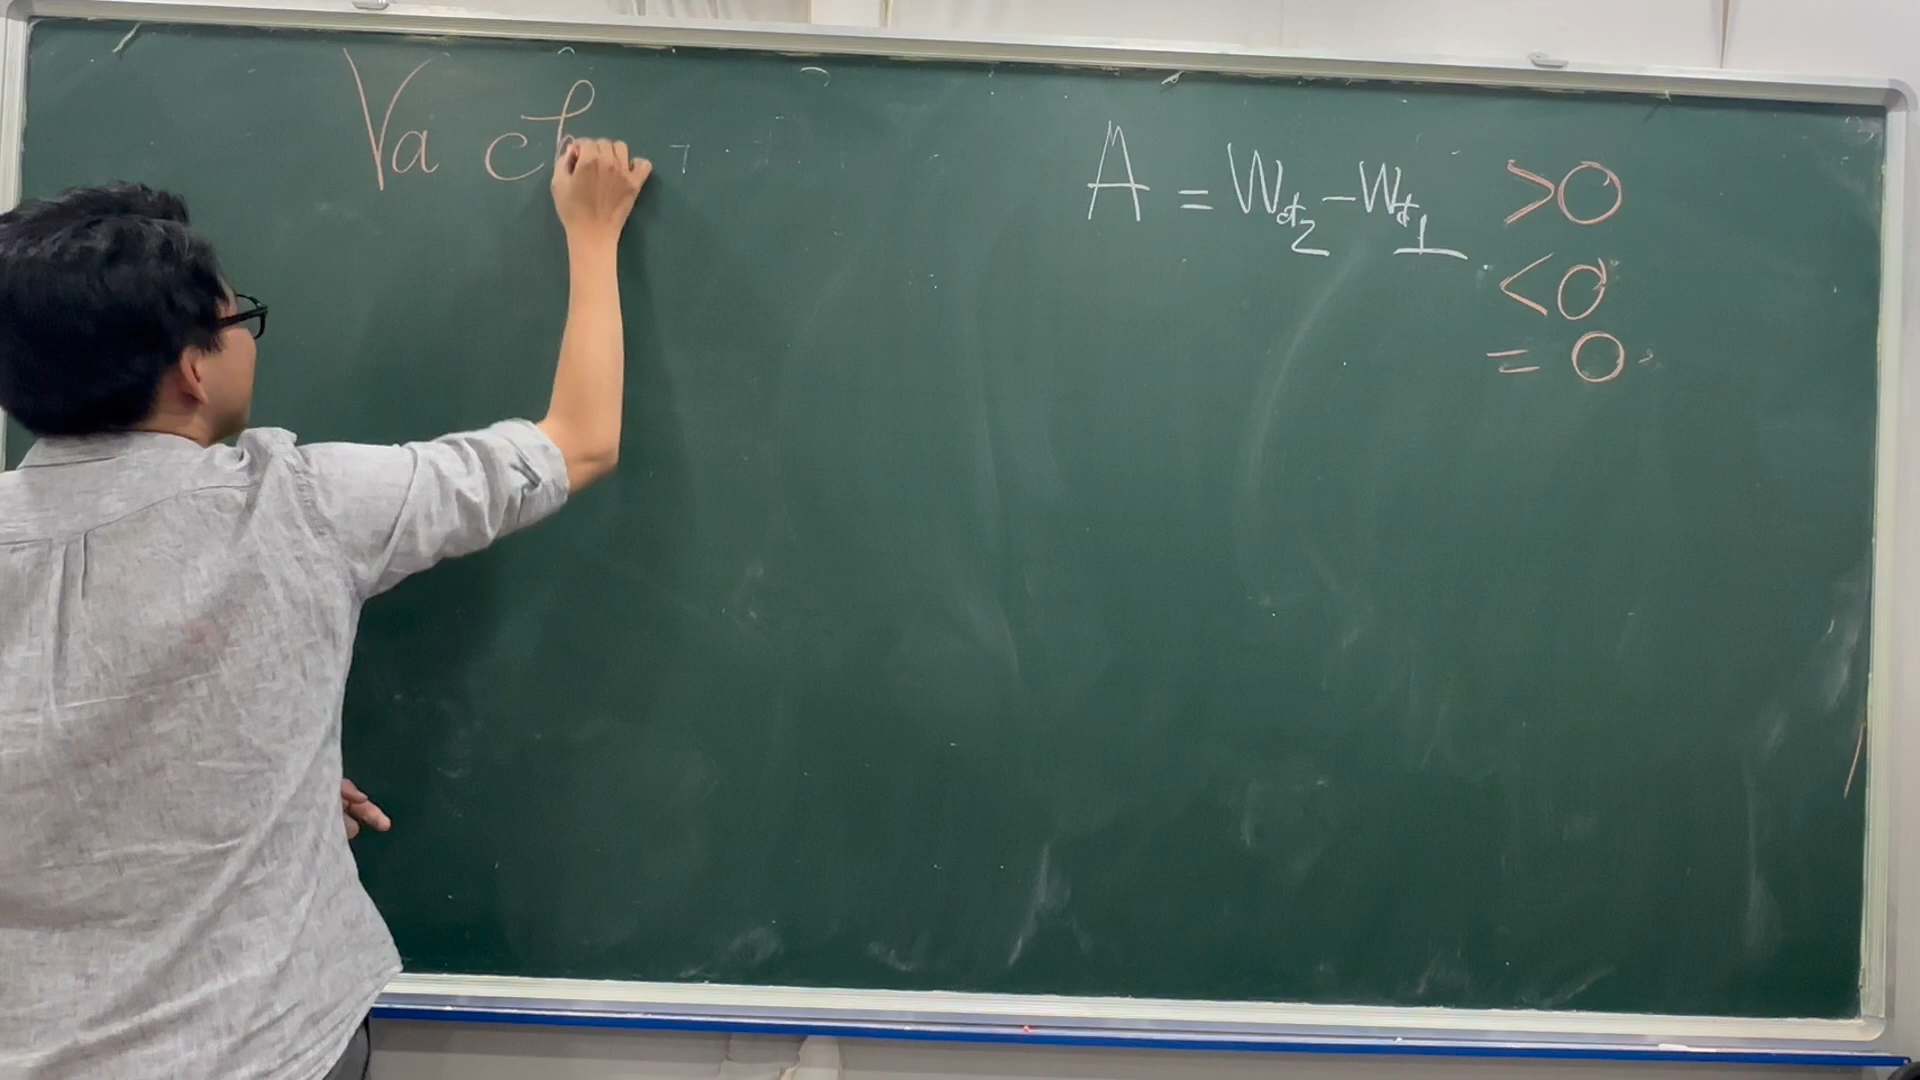 Va ch
A = Wđ2 - Wđ1 >0
<0
= 0